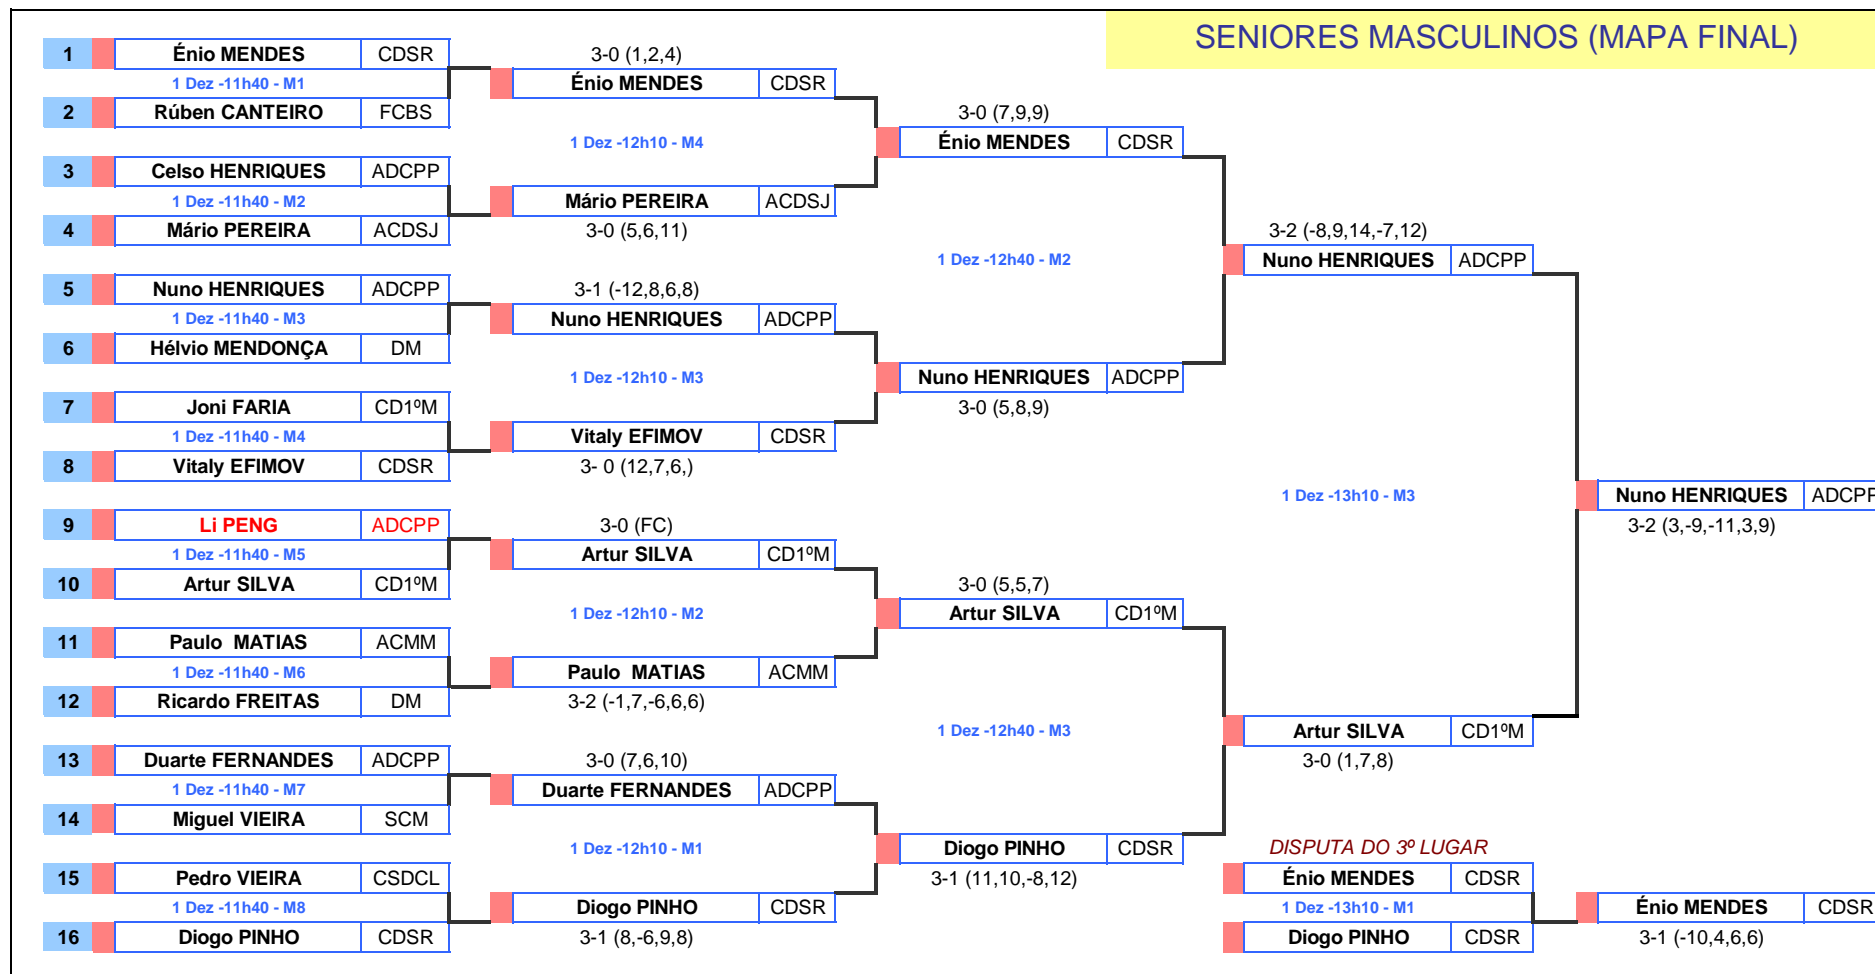 SENIORES MASCULINOS (MAPA FINAL)
1 Énio MENDES CDSR 3-0 (1,2,4)
1 Dez -11h40 - M1 Énio MENDES CDSR
2 Rúben CANTEIRO FCBS 3-0 (7,9,9)
1 Dez -12h10 - M4 Énio MENDES CDSR
3 Celso HENRIQUES ADCPP
1 Dez -11h40 - M2 Mário PEREIRA ACDSJ
4 Mário PEREIRA ACDSJ 3-0 (5,6,11) 3-2 (-8,9,14,-7,12)
1 Dez -12h40 - M2 Nuno HENRIQUES ADCPP
5 Nuno HENRIQUES ADCPP 3-1 (-12,8,6,8)
1 Dez -11h40 - M3 Nuno HENRIQUES ADCPP
6 Hélvio MENDONÇA DM
1 Dez -12h10 - M3 Nuno HENRIQUES ADCPP
7 Joni FARIA CD1ºM 3-0 (5,8,9)
1 Dez -11h40 - M4 Vitaly EFIMOV CDSR
8 Vitaly EFIMOV CDSR 3- 0 (12,7,6,)
1 Dez -13h10 - M3 Nuno HENRIQUES ADCPP
9 Li PENG ADCPP 3-0 (FC) 3-2 (3,-9,-11,3,9)
1 Dez -11h40 - M5 Artur SILVA CD1ºM
10 Artur SILVA CD1ºM 3-0 (5,5,7)
1 Dez -12h10 - M2 Artur SILVA CD1ºM
11 Paulo MATIAS ACMM
1 Dez -11h40 - M6 Paulo MATIAS ACMM
12 Ricardo FREITAS DM 3-2 (-1,7,-6,6,6)
1 Dez -12h40 - M3 Artur SILVA CD1ºM
13 Duarte FERNANDES ADCPP 3-0 (7,6,10) 3-0 (1,7,8)
1 Dez -11h40 - M7 Duarte FERNANDES ADCPP
14 Miguel VIEIRA SCM
1 Dez -12h10 - M1 Diogo PINHO CDSR DISPUTA DO 3º LUGAR
15 Pedro VIEIRA CSDCL 3-1 (11,10,-8,12) Énio MENDES CDSR
1 Dez -11h40 - M8 Diogo PINHO CDSR 1 Dez -13h10 - M1 Énio MENDES CDSR
16 Diogo PINHO CDSR 3-1 (8,-6,9,8) Diogo PINHO CDSR 3-1 (-10,4,6,6)